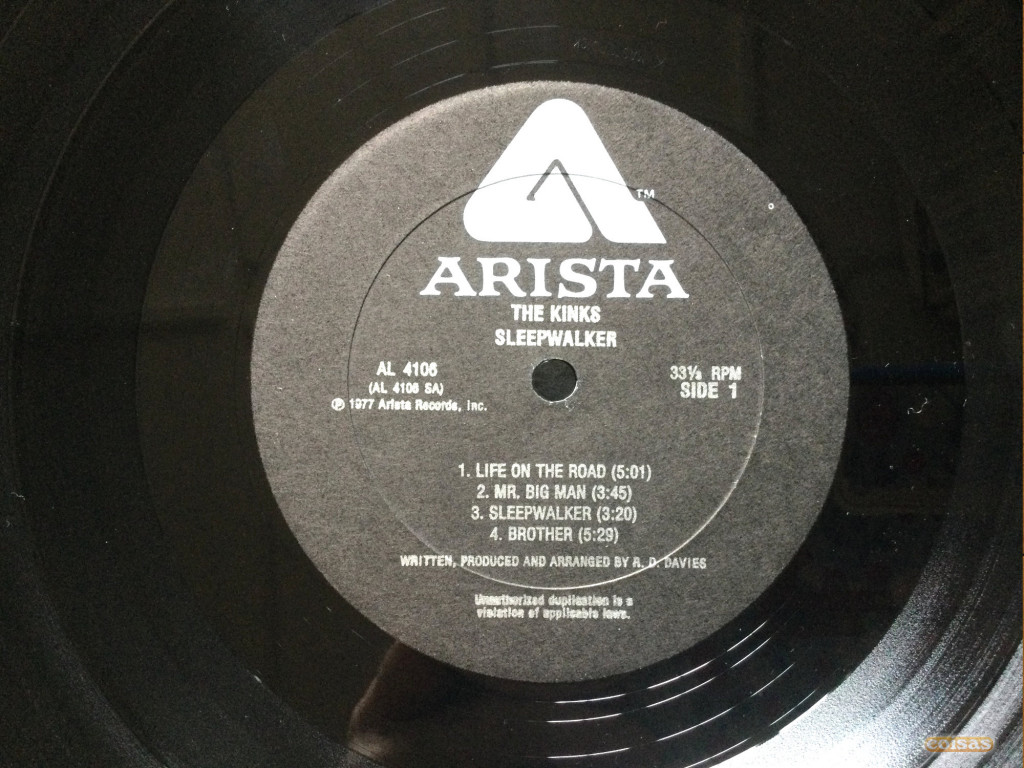 TM
ARISTA
THE KINKS
SLEEPWALKER
AL 4106
(AL 4106 SA)
℗ 1977 Arista Records, Inc.
33⅓ RPM
SIDE 1
1. LIFE ON THE ROAD (5:01)
2. MR. BIG MAN (3:45)
3. SLEEPWALKER (3:20)
4. BROTHER (5:29)
WRITTEN, PRODUCED AND ARRANGED BY R. D. DAVIES
Unauthorized duplication is a
violation of applicable laws.
coisas